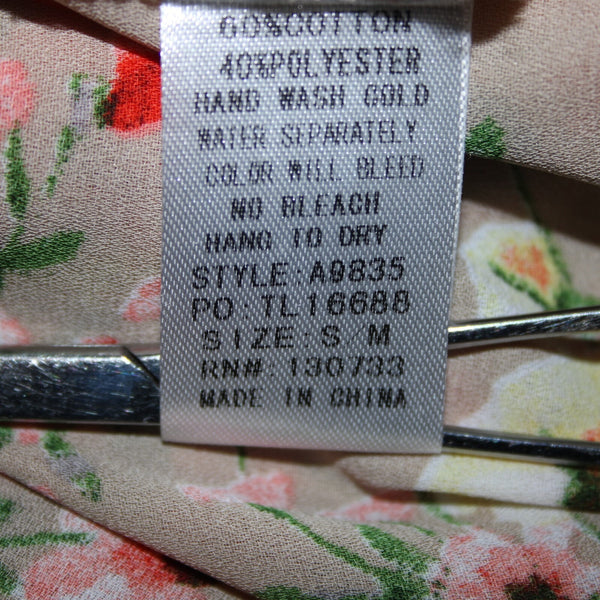 60%COTTON
40%POLYESTER
HAND WASH COLD
WATER SEPARATELY
COLOR WILL BLEED
NO BLEACH
HANG TO DRY
STYLE:A9835
PO:TL16688
SIZE:S/M
RN#:130733
MADE IN CHINA